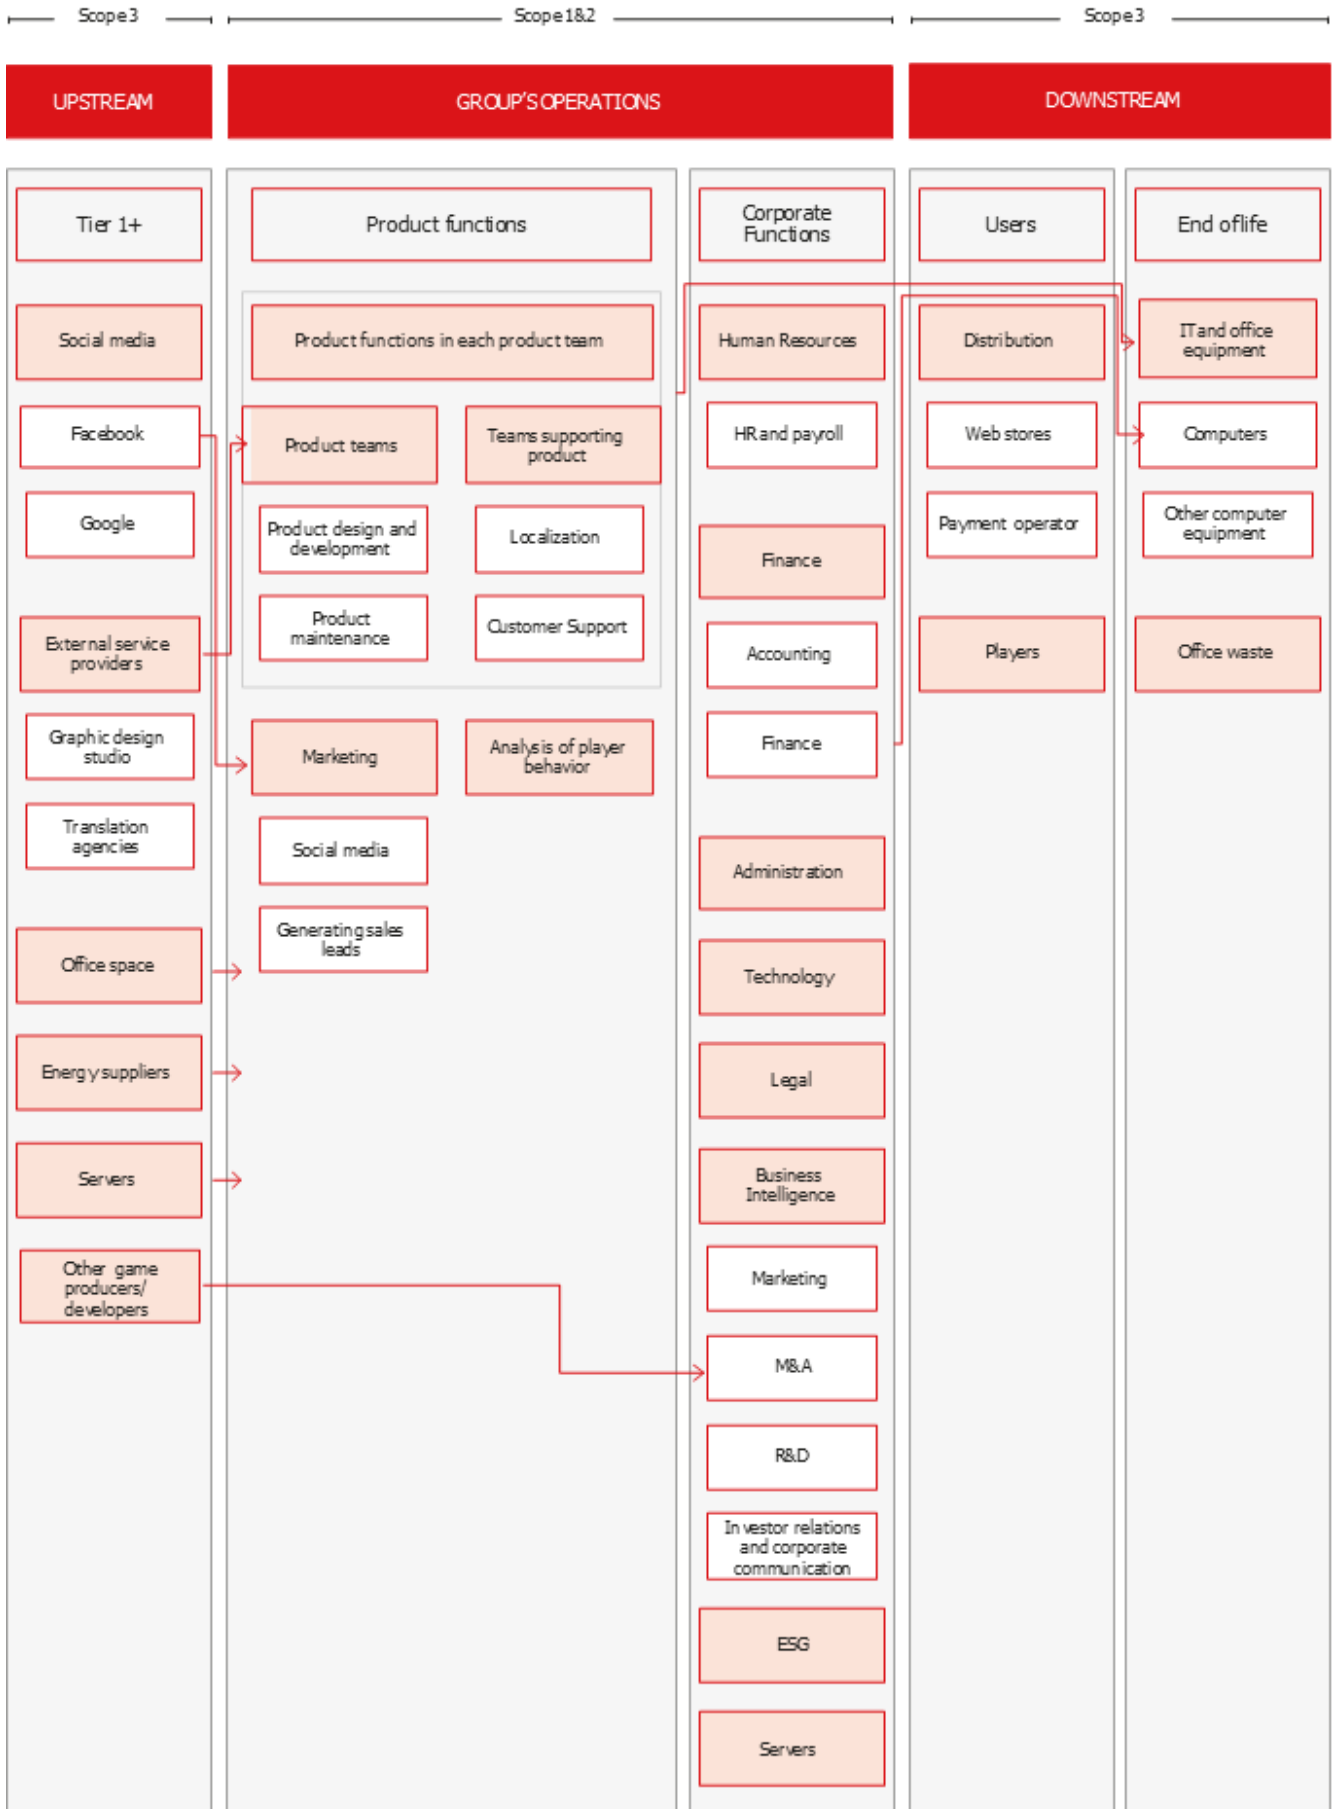 Scope 3
Scope 1&2
Scope 3
UPSTREAM
GROUP'S OPERATIONS
DOWNSTREAM
Tier 1+
Social media
Facebook
Google
External service
providers
Graphic design
studio
Translation
agencies
Office space
Energy suppliers
Servers
Other game
producers/
developers
Product functions
Product functions in each product team
Product teams
Product design and
development
Product
maintenance
Teams supporting
product
Localization
Customer Support
Marketing
Social media
Generating sales
leads
Analysis of player
behavior
Corporate
Functions
Human Resources
HR and payroll
Finance
Accounting
Finance
Administration
Technology
Legal
Business
Intelligence
Marketing
M&A
R&D
Investor relations
and corporate
communication
ESG
Servers
Users
Distribution
Web stores
Payment operator
Players
End of life
IT and office
equipment
Computers
Other computer
equipment
Office waste